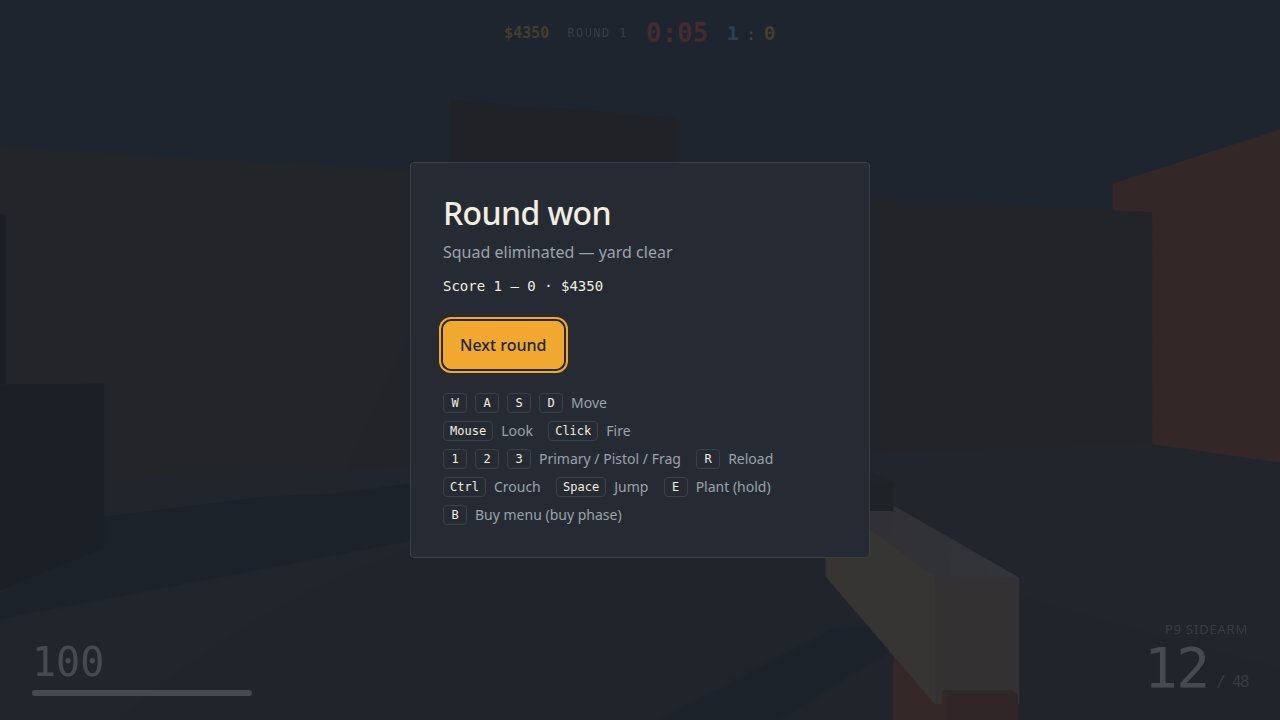 $4350 ROUND 1 0:05 1 : 0
Round won
Squad eliminated — yard clear
Score 1 — 0 · $4350
Next round
W A S D Move
Mouse Look Click Fire
1 2 3 Primary / Pistol / Frag R Reload
Ctrl Crouch Space Jump E Plant (hold)
B Buy menu (buy phase)
100
P9 SIDEARM
12 / 48